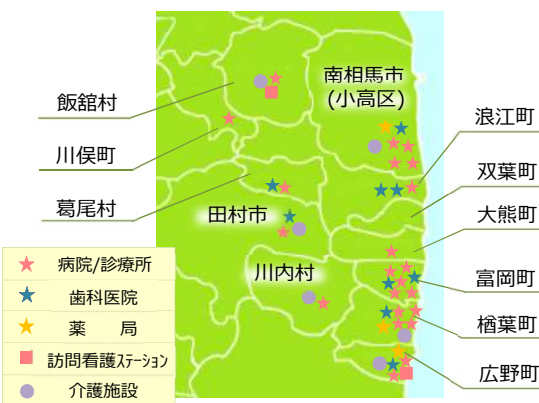 飯舘村
川俣町
葛尾村
南相馬市
(小高区)
田村市
川内村
浪江町
双葉町
大熊町
富岡町
楢葉町
広野町
病院/診療所
歯科医院
薬 局
訪問看護ｽﾃｰｼｮﾝ
介護施設